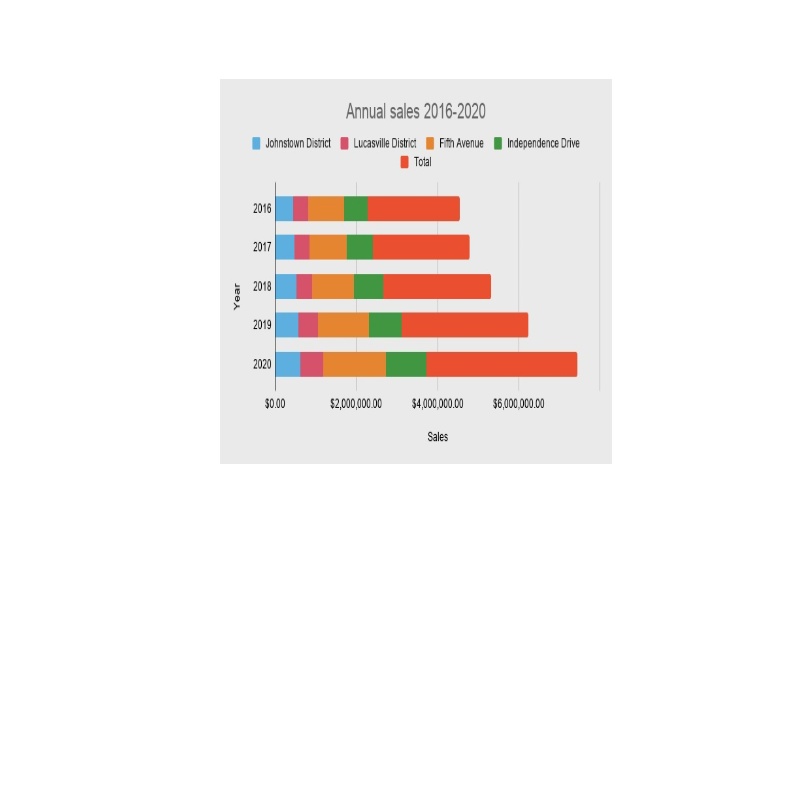 Annual sales 2016-2020
Johnstown District Lucasville District Fifth Avenue Independence Drive
Total
2016
2017
2018
2019
2020
Year
$0.00 $2,000,000.00 $4,000,000.00 $6,000,000.00
Sales